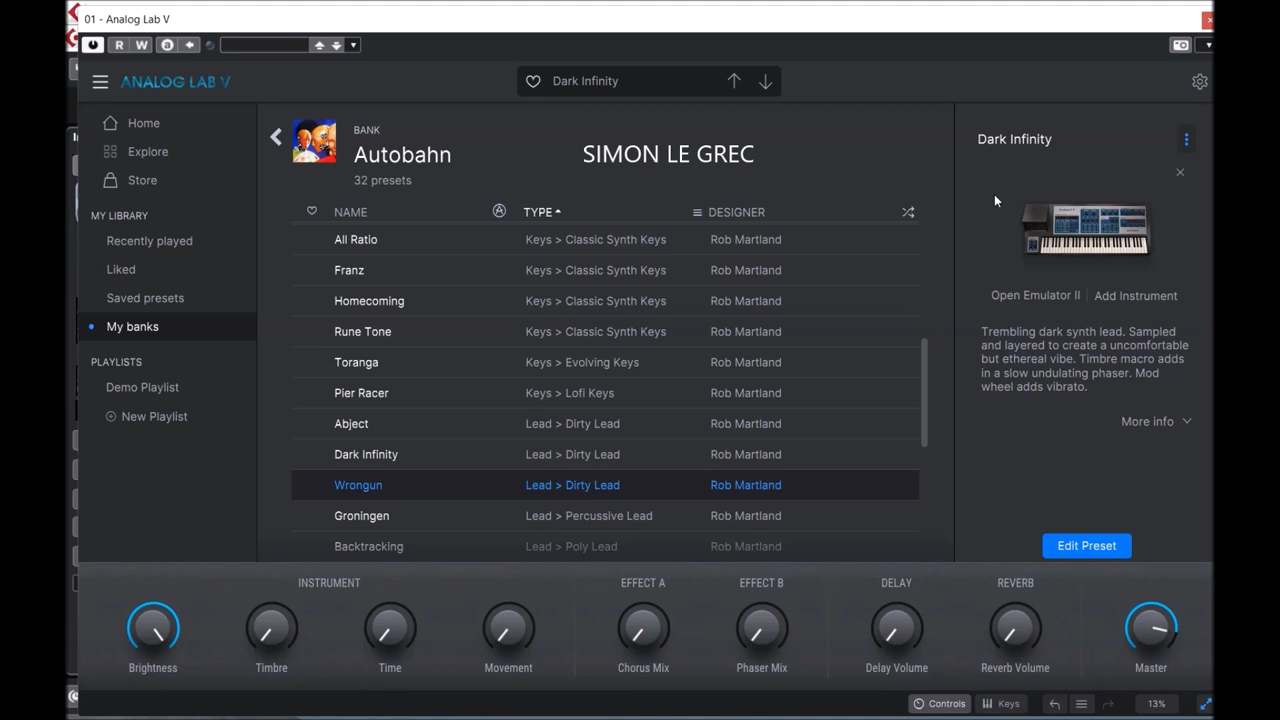 01 - Analog Lab V
R W a
ANALOG LAB V
Dark Infinity
Home
Explore
Store
MY LIBRARY
Recently played
Liked
Saved presets
My banks
PLAYLISTS
Demo Playlist
New Playlist
BANK
Autobahn
SIMON LE GREC
32 presets
NAME TYPE DESIGNER
All Ratio Keys > Classic Synth Keys Rob Martland
Franz Keys > Classic Synth Keys Rob Martland
Homecoming Keys > Classic Synth Keys Rob Martland
Rune Tone Keys > Classic Synth Keys Rob Martland
Toranga Keys > Evolving Keys Rob Martland
Pier Racer Keys > Lofi Keys Rob Martland
Abject Lead > Dirty Lead Rob Martland
Dark Infinity Lead > Dirty Lead Rob Martland
Wrongun Lead > Dirty Lead Rob Martland
Groningen Lead > Percussive Lead Rob Martland
Backtracking Lead > Poly Lead Rob Martland
Dark Infinity
Open Emulator II | Add Instrument
Trembling dark synth lead. Sampled
and layered to create a uncomfortable
but ethereal vibe. Timbre macro adds
in a slow undulating phaser. Mod
wheel adds vibrato.
More info
Edit Preset
INSTRUMENT EFFECT A EFFECT B DELAY REVERB
Brightness Timbre Time Movement Chorus Mix Phaser Mix Delay Volume Reverb Volume Master
Controls Keys 13%